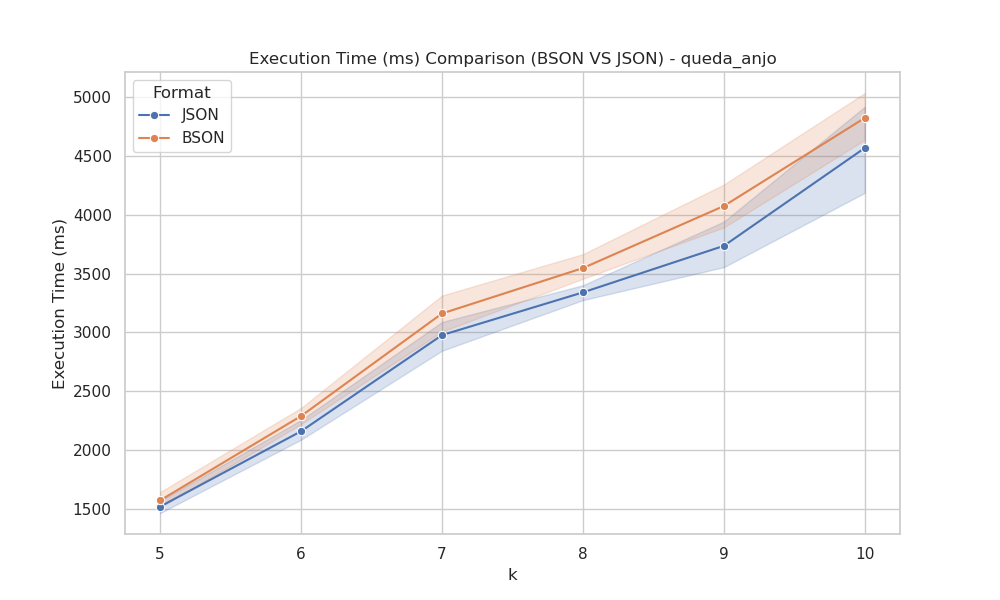 Execution Time (ms) Comparison (BSON VS JSON) - queda_anjo
Format
JSON
BSON
Execution Time (ms)
5000
4500
4000
3500
3000
2500
2000
1500
5 6 7 8 9 10
k